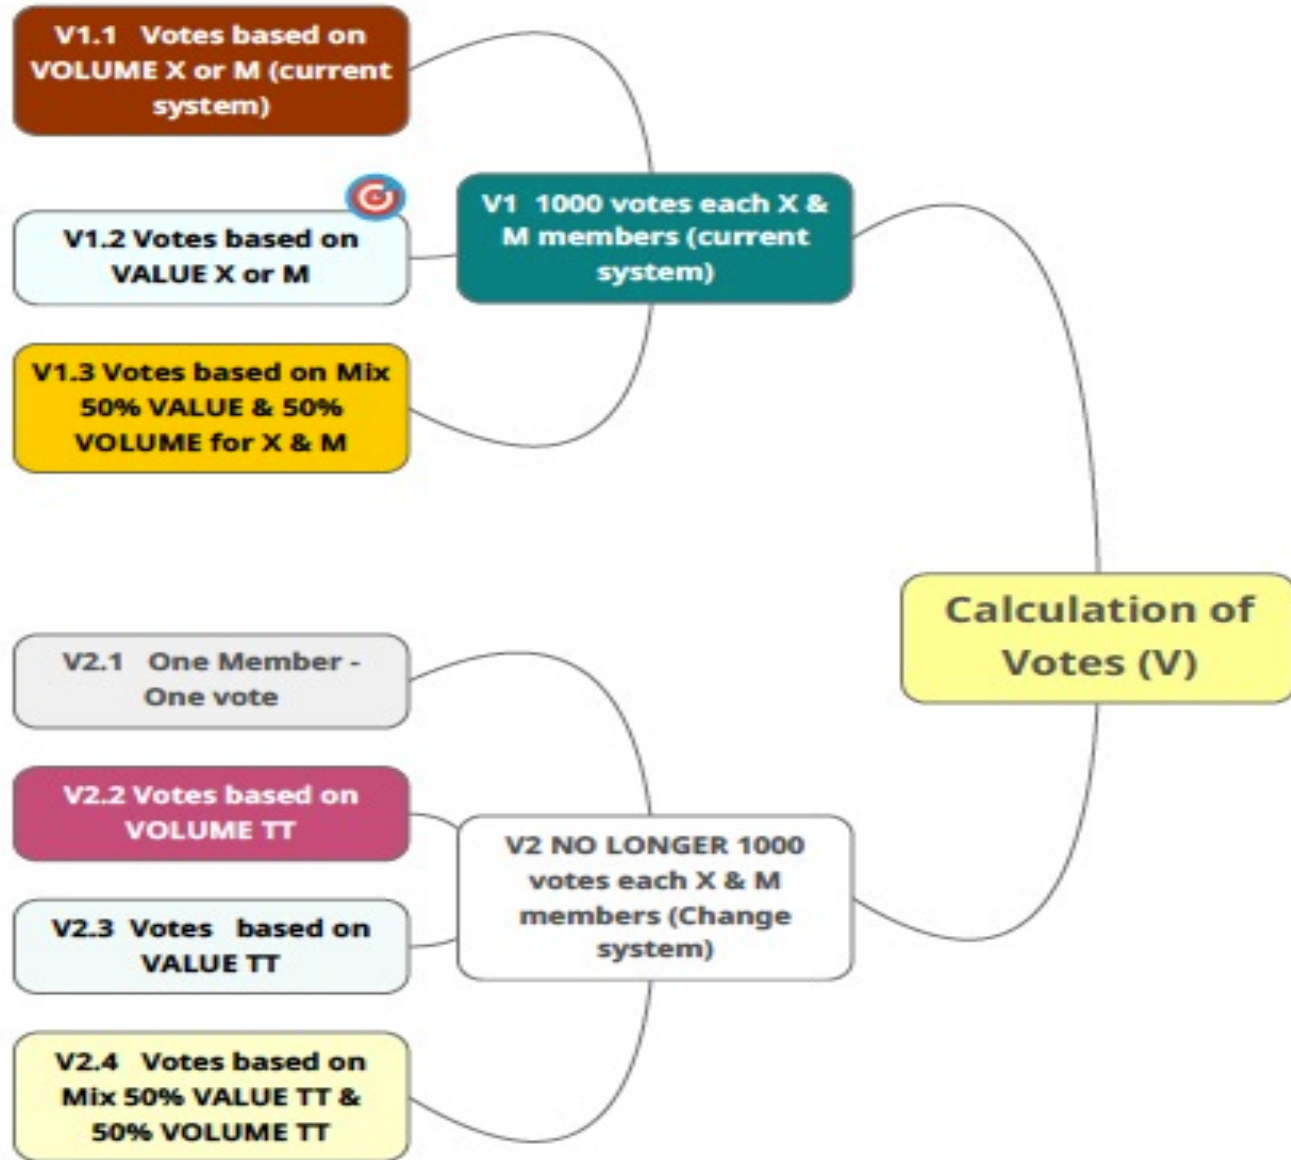 V1.1   Votes based on
VOLUME X or M (current
system)
V1.2 Votes based on
VALUE X or M
V1.3 Votes based on Mix
50% VALUE & 50%
VOLUME for X & M
V1  1000 votes each X &
M members (current
system)
Calculation of
Votes (V)
V2.1   One Member -
One vote
V2.2 Votes based on
VOLUME TT
V2.3  Votes   based on
VALUE TT
V2.4   Votes based on
Mix 50% VALUE TT &
50% VOLUME TT
V2 NO LONGER 1000
votes each X & M
members (Change
system)